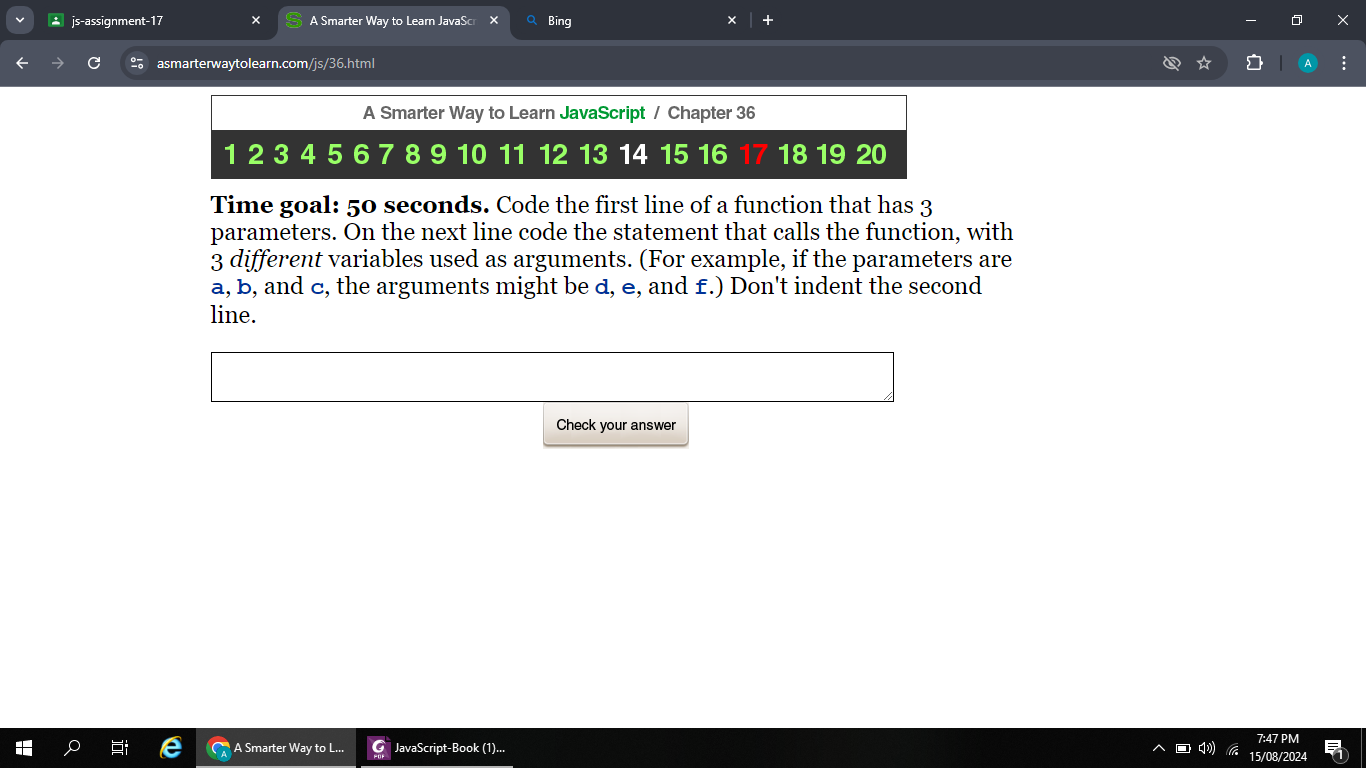 js-assignment-17
A Smarter Way to Learn JavaScr
Bing
asmarterwaytolearn.com/js/36.html
A
A Smarter Way to Learn JavaScript / Chapter 36
1 2 3 4 5 6 7 8 9 10 11 12 13 14 15 16 17 18 19 20
Time goal: 50 seconds. Code the first line of a function that has 3
parameters. On the next line code the statement that calls the function, with
3 different variables used as arguments. (For example, if the parameters are
a, b, and c, the arguments might be d, e, and f.) Don't indent the second
line.
Check your answer
A Smarter Way to L...
JavaScript-Book (1)...
7:47 PM
15/08/2024
1